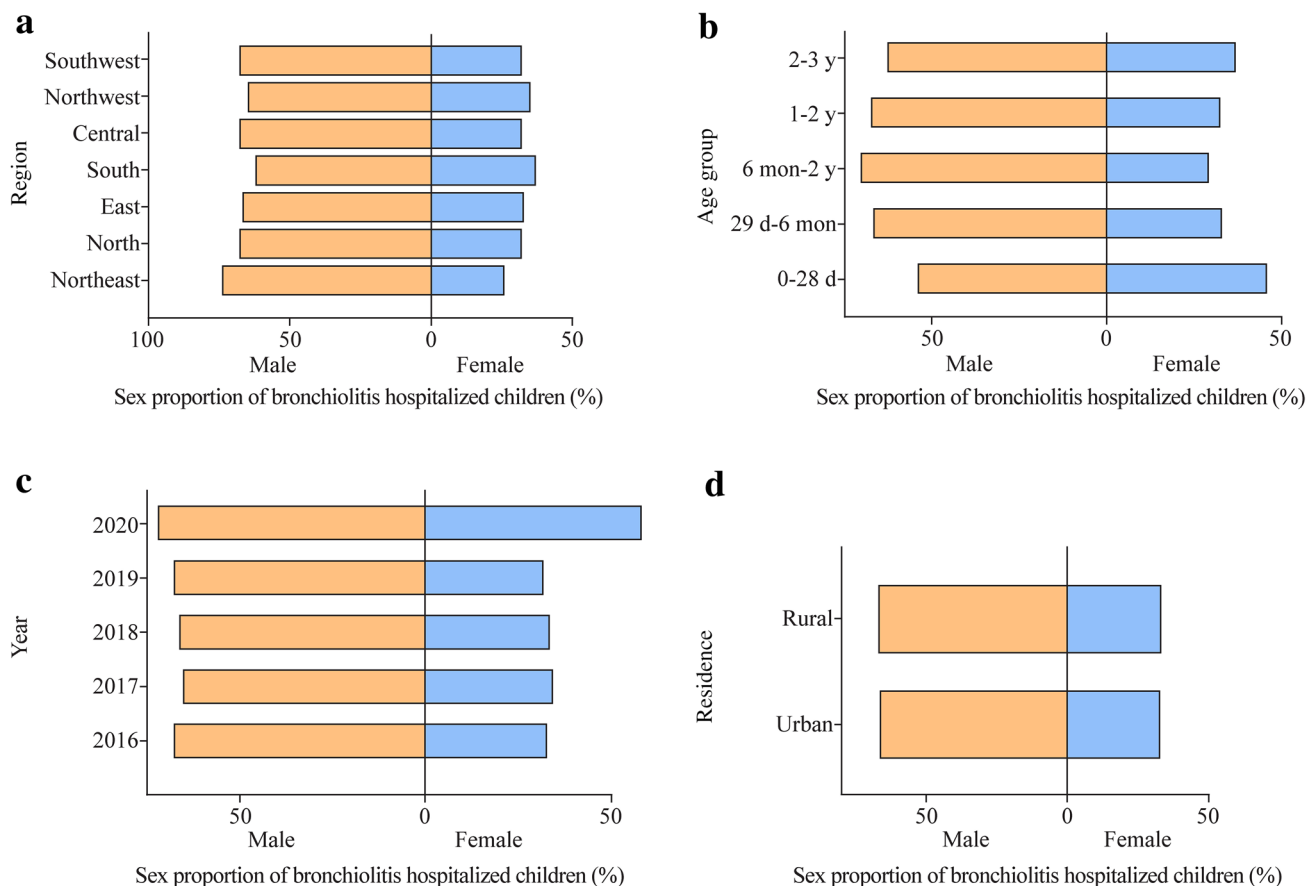 a
Region
Southwest
Northwest
Central
South
East
North
Northeast
100 50 0 50
Male Female
Sex proportion of bronchiolitis hospitalized children (%)
b
Age group
2-3 y
1-2 y
6 mon-2 y
29 d-6 mon
0-28 d
50 0 50
Male Female
Sex proportion of bronchiolitis hospitalized children (%)
c
Year
2020
2019
2018
2017
2016
50 0 50
Male Female
Sex proportion of bronchiolitis hospitalized children (%)
d
Residence
Rural
Urban
50 0 50
Male Female
Sex proportion of bronchiolitis hospitalized children (%)